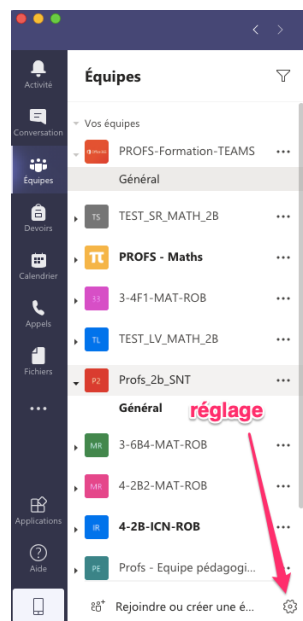 Activité
Conversation
Équipes
Devoirs
Calendrier
Appels
Fichiers
Applications
Aide
Équipes
Vos équipes
PROFS-Formation-TEAMS
Général
TS TEST_SR_MATH_2B
PROFS - Maths
3-4F1-MAT-ROB
TL TEST_LV_MATH_2B
P2 Profs_2b_SNT
Général
réglage
MR 3-6B4-MAT-ROB
MR 4-2B2-MAT-ROB
IR 4-2B-ICN-ROB
PE Profs - Equipe pédagogi...
Rejoindre ou créer une é...